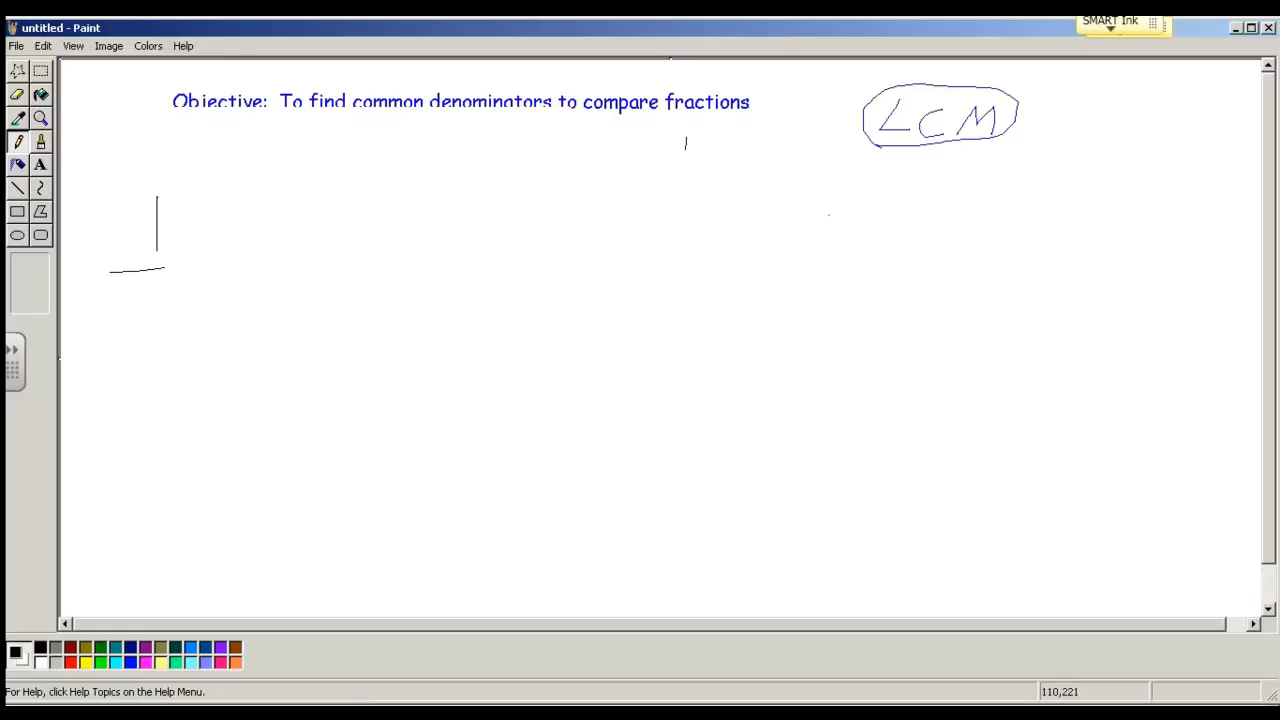 untitled - Paint
SMART Ink
File Edit View Image Colors Help
Objective: To find common denominators to compare fractions
LCM
1
For Help, click Help Topics on the Help Menu.
110,221